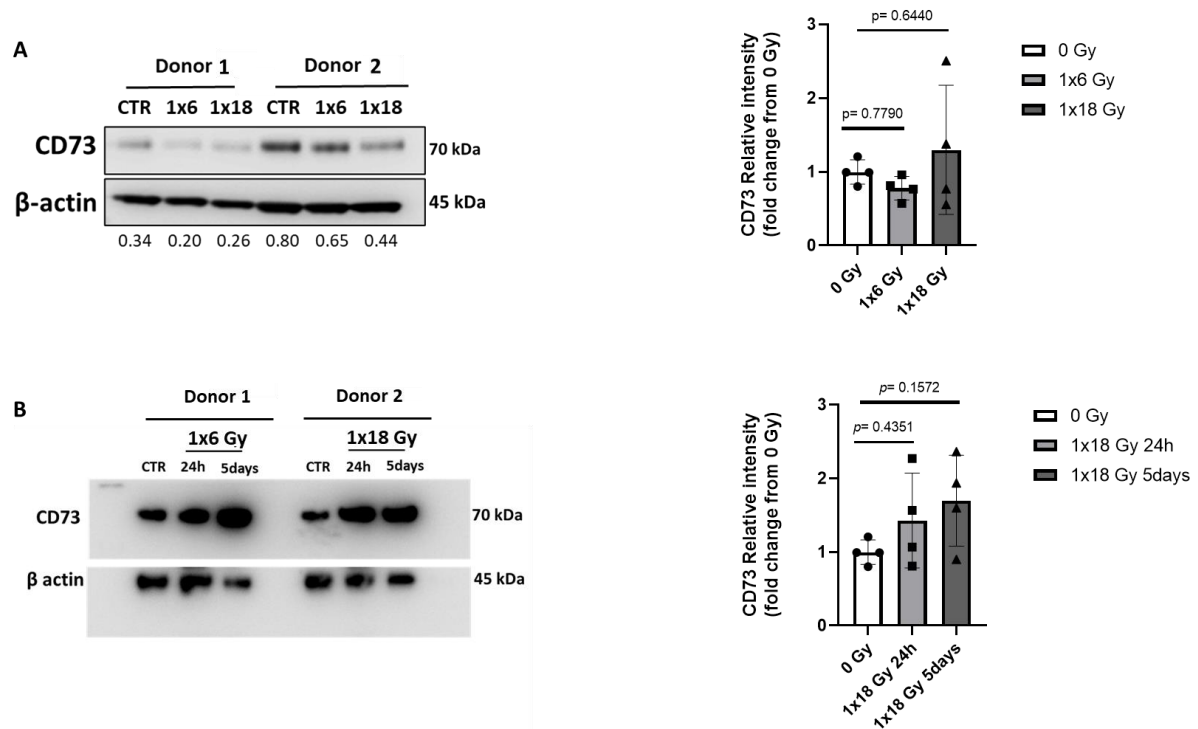 A
Donor 1 Donor 2
CTR 1x6 1x18 CTR 1x6 1x18
CD73 70 kDa
β-actin 45 kDa
0.34 0.20 0.26 0.80 0.65 0.44
CD73 Relative intensity
(fold change from 0 Gy)
3
2
1
0
p= 0.6440
p= 0.7790
0 Gy
1x6 Gy
1x18 Gy
0 Gy
1x6 Gy
1x18 Gy
B
Donor 1 Donor 2
1x6 Gy 1x18 Gy
CTR 24h 5days CTR 24h 5days
CD73 70 kDa
β actin 45 kDa
CD73 Relative intensity
(fold change from 0 Gy)
3
2
1
0
p= 0.1572
p= 0.4351
0 Gy
1x18 Gy 24h
1x18 Gy 5days
0 Gy
1x18 Gy 24h
1x18 Gy 5days